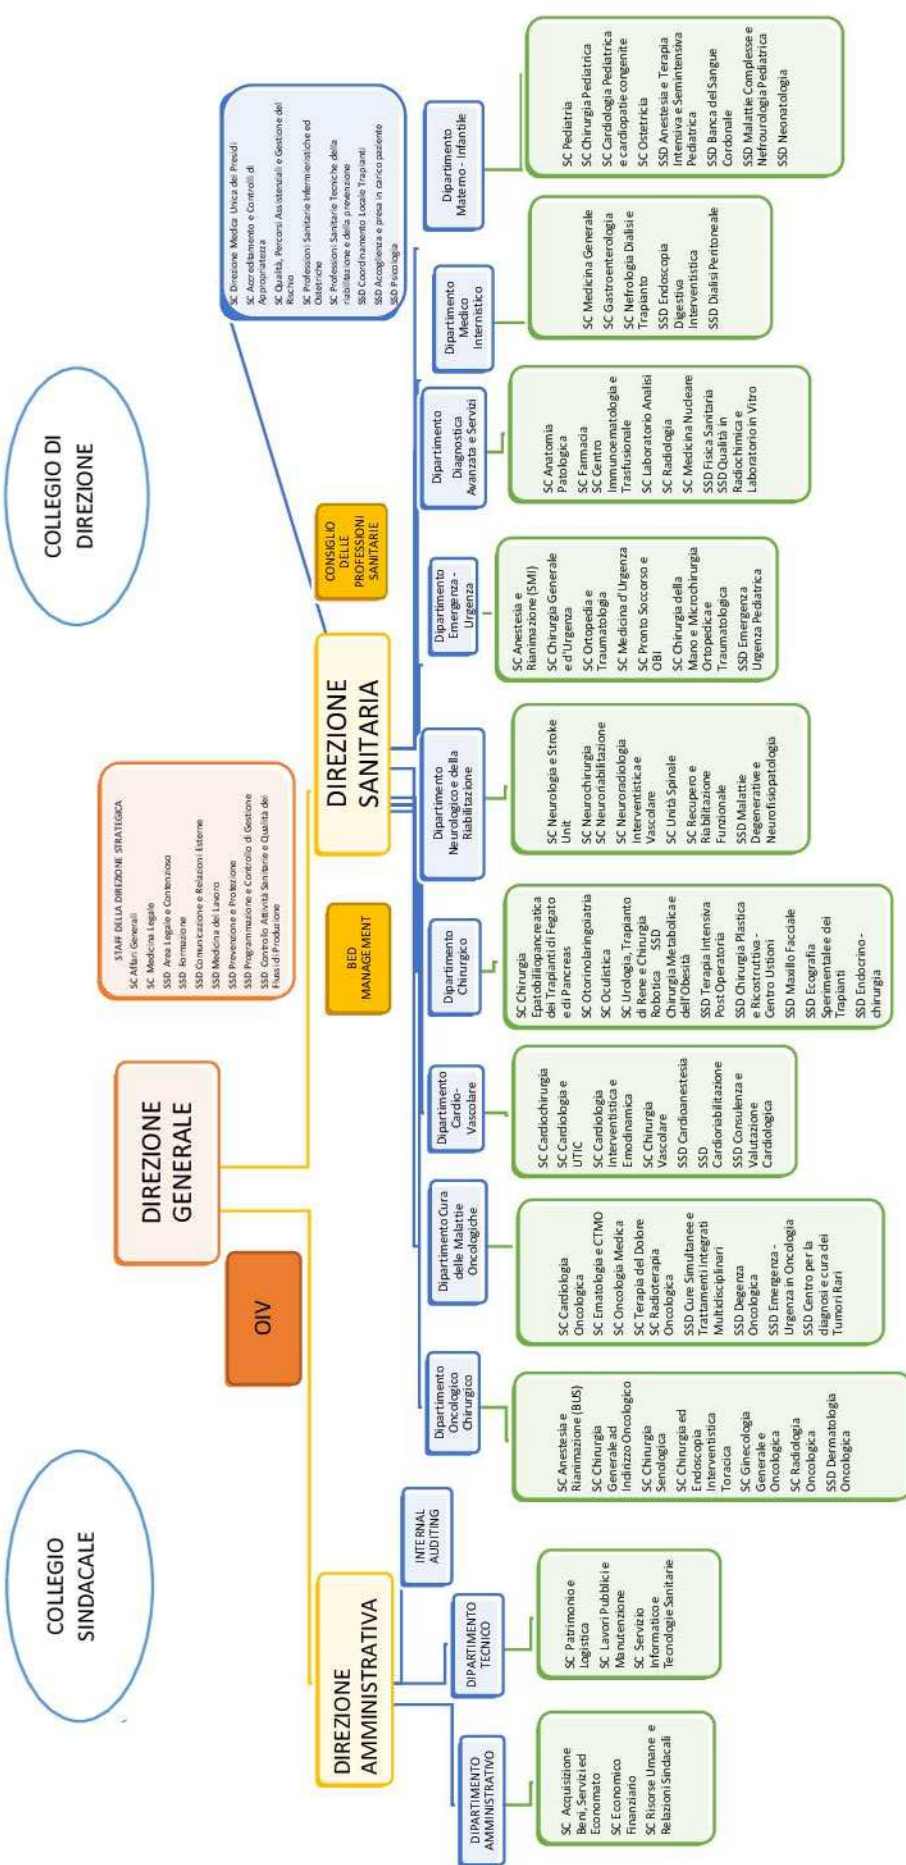 COLLEGIO
SINDACALE
COLLEGIO DI
DIREZIONE
DIREZIONE
GENERALE
OIV
STAFF DELLA DIREZIONE STRATEGICA
SC Affari Generali
SC Medicina Legale
SSD Area Legale e Contenzioso
SSD Formazione
SSD Comunicazione e Relazioni Esterne
SSD Medicina del Lavoro
SSD Prevenzione e Protezione
SSD Programmazione e Controllo di Gestione
SSD Controllo Attività Sanitarie e Qualità dei
Flussi di Produzione
SC Direzione Medica Unica dei Presidi
SC Accreditamento e Controlli di
Appropriatezza
SC Qualità, Percorsi Assistenziali e Gestione del
Rischio
SC Professioni Sanitarie Infermieristiche ed
Ostetriche
SC Professioni Sanitarie Tecniche della
riabilitazione e della prevenzione
SSD Coordinamento Locale Trapianti
SSD Accoglienza e presa in carico paziente
SSD Psicologia
DIREZIONE
AMMINISTRATIVA
BED
MANAGEMENT
DIREZIONE
SANITARIA
CONSIGLIO
DELLE
PROFESSIONI
SANITARIE
INTERNAL
AUDITING
DIPARTIMENTO
AMMINISTRATIVO
SC Acquisizione
Beni, Servizi ed
Economato
SC Economico
Finanziario
SC Risorse Umane e
Relazioni Sindacali
DIPARTIMENTO
TECNICO
SC Patrimonio e
Logistica
SC Lavori Pubblici e
Manutenzione
SC Servizio
Informatico e
Tecnologie Sanitarie
Dipartimento
Oncologico
Chirurgico
SC Anestesia e
Rianimazione (BUS)
SC Chirurgia
Generale ad
Indirizzo Oncologico
SC Chirurgia
Senologica
SC Chirurgia ed
Endoscopia
Interventistica
Toracica
SC Ginecologia
Generale e
Oncologica
SC Radiologia
Oncologica
SSD Dermatologia
Oncologica
Dipartimento Cura
delle Malattie
Oncologiche
SC Cardiologia
Oncologica
SC Ematologia e CTMO
SC Oncologia Medica
SC Terapia del Dolore
SC Radioterapia
Oncologica
SSD Cure Simultanee e
Trattamenti Integrati
Multidisciplinari
SSD Degenza
Oncologica
SSD Emergenza -
Urgenza in Oncologia
SSD Centro per la
diagnosi e cura dei
Tumori Rari
Dipartimento
Cardio-
Vascolare
SC Cardiochirurgia
SC Cardiologia e
UTIC
SC Cardiologia
Interventistica e
Emodinamica
SC Chirurgia
Vascolare
SSD Cardioanestesia
SSD
Cardioriabilitazione
SSD Consulenza e
Valutazione
Cardiologica
Dipartimento
Chirurgico
SC Chirurgia
Epatobiliopancreatica
dei Trapianti di Fegato
e di Pancreas
SC Otorinolaringoiatria
SC Oculistica
SC Urologia, Trapianto
di Rene e Chirurgia
Robotica SSD
Chirurgia Metabolica e
dell'Obesità
SSD Terapia Intensiva
Post Operatoria
SSD Chirurgia Plastica
e Ricostruttiva -
Centro Ustioni
SSD Maxillo Facciale
SSD Ecografia
Sperimentale e dei
Trapianti
SSD Endocrino -
chirurgia
Dipartimento
Neurologico e della
Riabilitazione
SC Neurologia e Stroke
Unit
SC Neurochirurgia
SC Neuroriabilitazione
SC Neuroradiologia
Interventistica e
Vascolare
SC Unità Spinale
SC Recupero e
Riabilitazione
Funzionale
SSD Malattie
Degenerative e
Neurofisiopatologia
Dipartimento
Emergenza -
Urgenza
SC Anestesia e
Rianimazione (SMI)
SC Chirurgia Generale
e d'Urgenza
SC Ortopedia e
Traumatologia
SC Medicina d'Urgenza
SC Pronto Soccorso e
OBI
SC Chirurgia della
Mano e Microchirurgia
Ortopedica e
Traumatologica
SSD Emergenza
Urgenza Pediatrica
Dipartimento
Diagnostica
Avanzata e Servizi
SC Anatomia
Patologica
SC Farmacia
SC Centro
Immunoematologia e
Trasfusionale
SC Laboratorio Analisi
SC Radiologia
SC Medicina Nucleare
SSD Fisica Sanitaria
SSD Qualità in
Radiochimica e
Laboratorio in Vitro
Dipartimento
Medico
Internistico
SC Medicina Generale
SC Gastroenterologia
SC Nefrologia Dialisi e
Trapianto
SSD Endoscopia
Digestiva
Interventistica
SSD Dialisi Peritoneale
Dipartimento
Materno - Infantile
SC Pediatria
SC Chirurgia Pediatrica
SC Cardiologia Pediatrica
e cardiopatie congenite
SC Ostetricia
SSD Anestesia e Terapia
Intensiva e Semintensiva
Pediatrica
SSD Banca del Sangue
Cordonale
SSD Malattie Complesse e
Nefrourologia Pediatrica
SSD Neonatologia